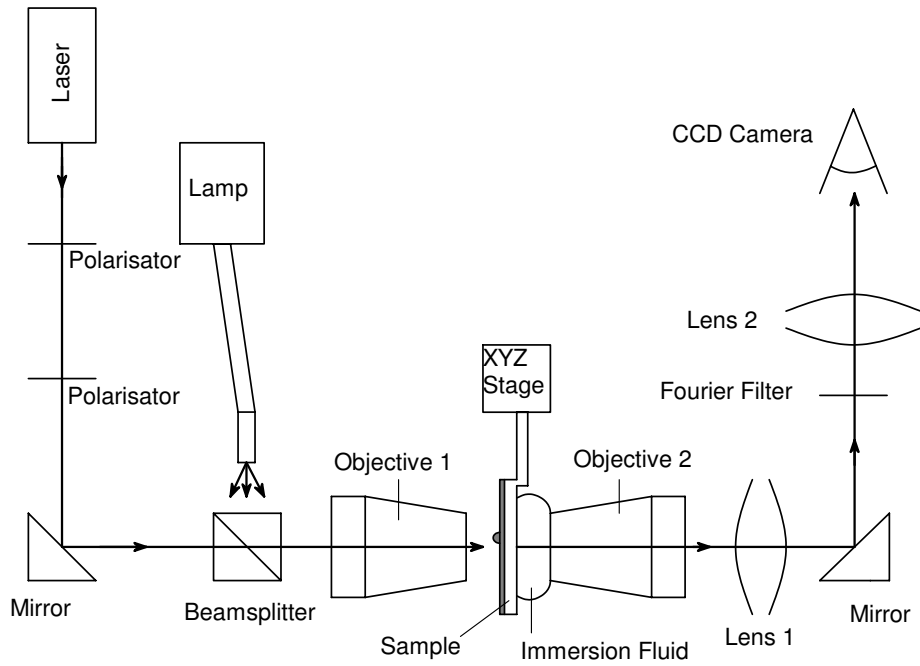 Laser
CCD Camera
Lamp
Polarisator
Lens 2
XYZ
Stage
Polarisator
Fourier Filter
Objective 1
Objective 2
Mirror
Beamsplitter
Mirror
Sample
Immersion Fluid
Lens 1